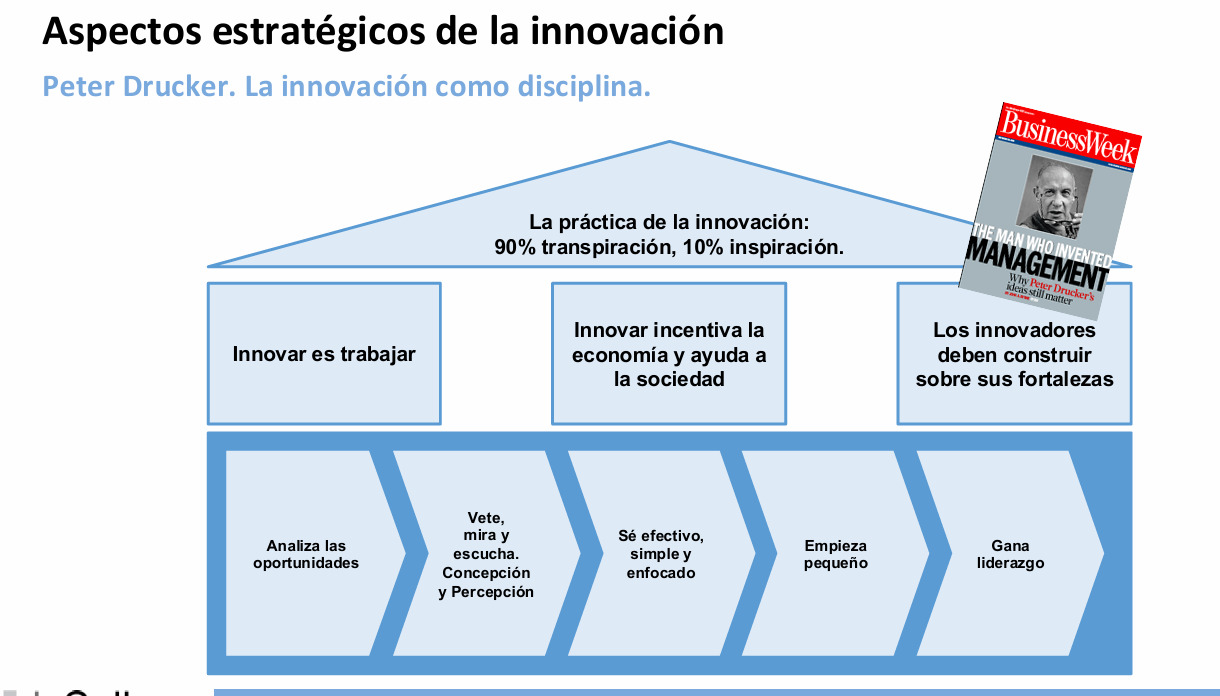 Aspectos estratégicos de la innovación
Peter Drucker. La innovación como disciplina.
BusinessWeek
THE MAN WHO INVENTED
MANAGEMENT
Why Peter Drucker's
ideas still matter
La práctica de la innovación:
90% transpiración, 10% inspiración.
Innovar es trabajar
Innovar incentiva la
economía y ayuda a
la sociedad
Los innovadores
deben construir
sobre sus fortalezas
Analiza las
oportunidades
Vete,
mira y
escucha.
Concepción
y Percepción
Sé efectivo,
simple y
enfocado
Empieza
pequeño
Gana
liderazgo